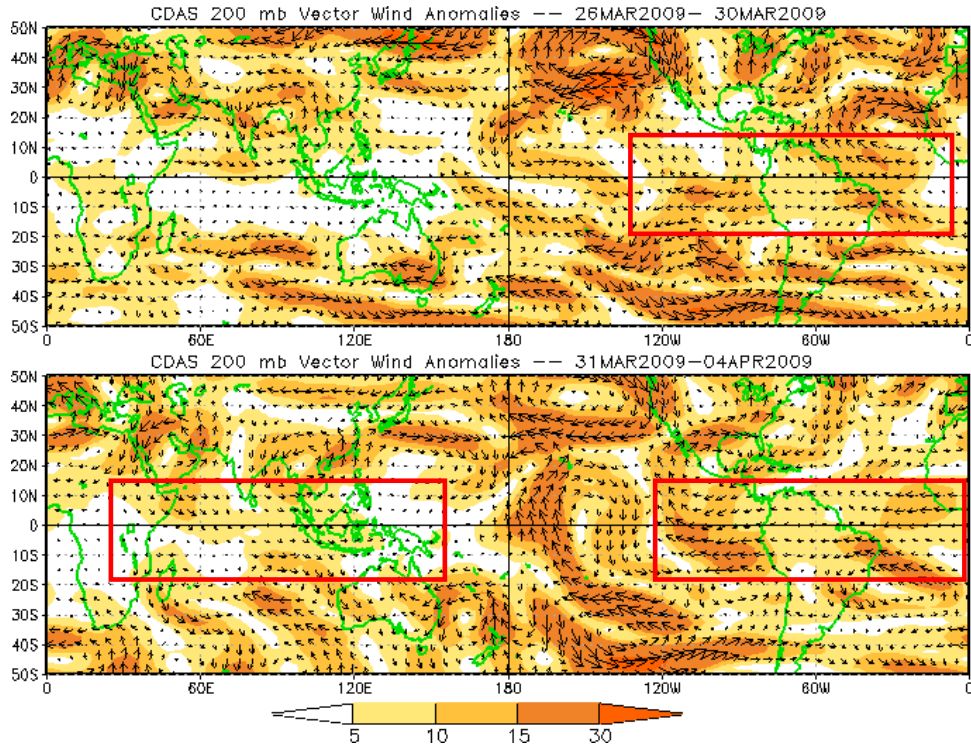 CDAS 200 mb Vector Wind Anomalies -- 26MAR2009- 30MAR2009
50N
40N
30N
20N
10N
0
10S
20S
30S
40S
50S
0 60E 120E 180 120W 60W 0
CDAS 200 mb Vector Wind Anomalies -- 31MAR2009-04APR2009
50N
40N
30N
20N
10N
0
10S
20S
30S
40S
50S
0 60E 120E 180 120W 60W 0
5 10 15 30